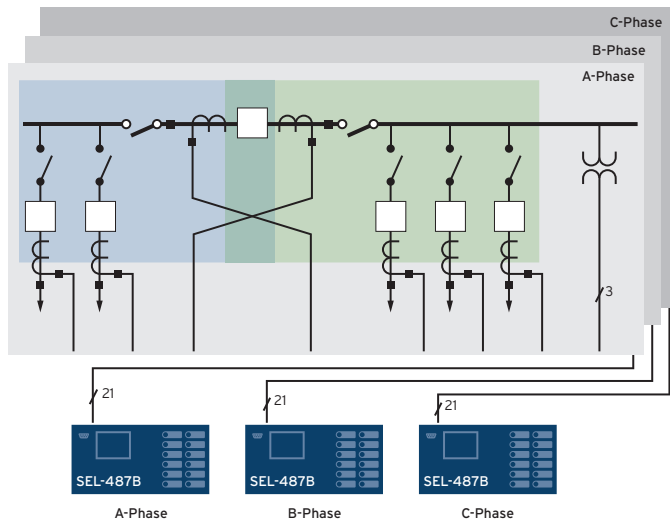 C-Phase
B-Phase
A-Phase
3
21
21
21
SEL-487B
SEL-487B
SEL-487B
A-Phase
B-Phase
C-Phase